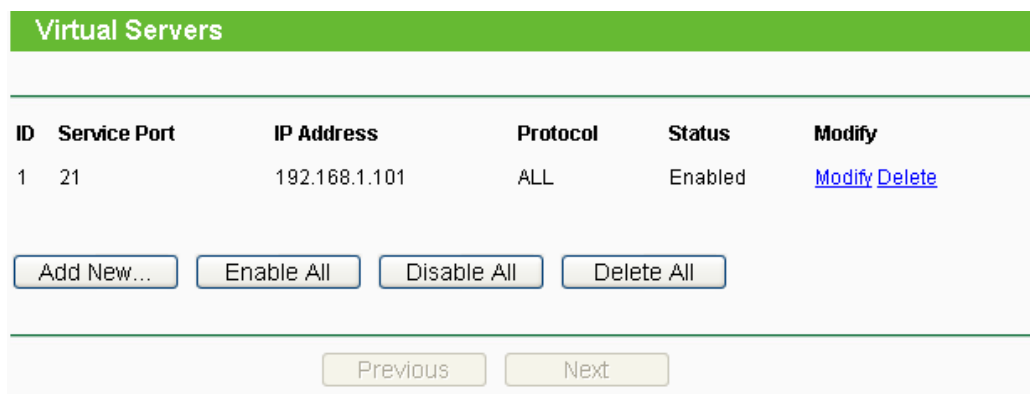 Virtual Servers
ID Service Port IP Address Protocol Status Modify
1 21 192.168.1.101 ALL Enabled Modify Delete
Add New... Enable All Disable All Delete All
Previous Next